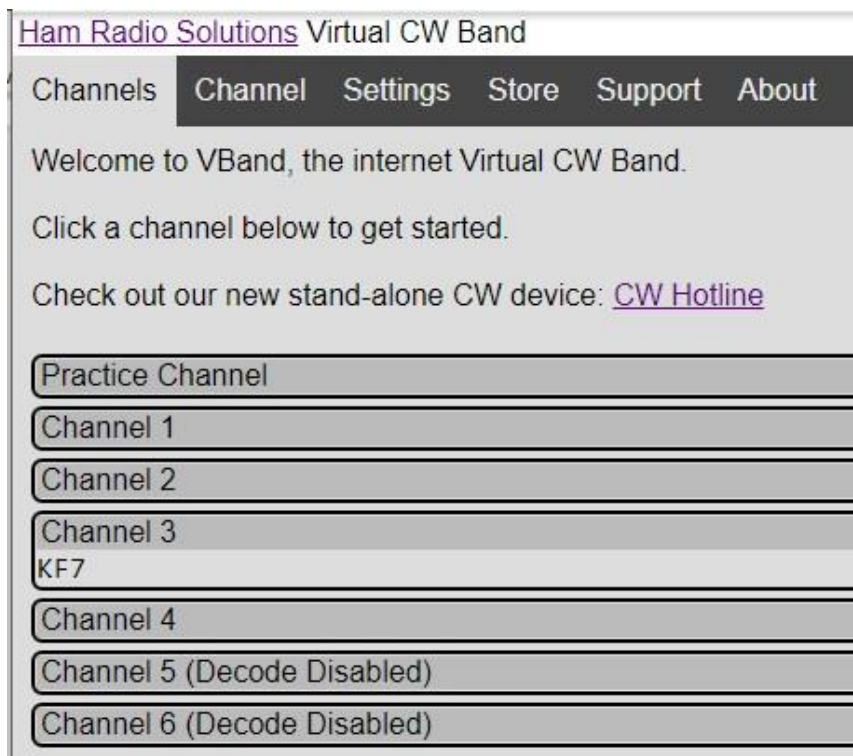 Ham Radio Solutions Virtual CW Band
Channels Channel Settings Store Support About
Welcome to VBand, the internet Virtual CW Band.
Click a channel below to get started.
Check out our new stand-alone CW device: CW Hotline
Practice Channel
Channel 1
Channel 2
Channel 3
KF7
Channel 4
Channel 5 (Decode Disabled)
Channel 6 (Decode Disabled)